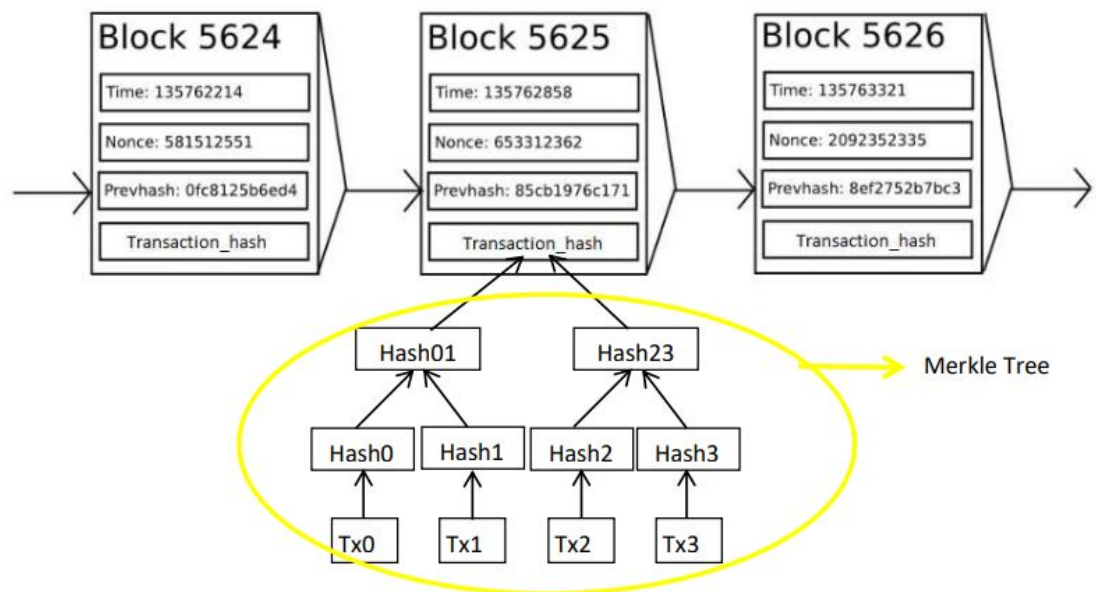 Block 5624
Time: 135762214
Nonce: 581512551
Prevhash: 0fc8125b6ed4
Transaction_hash
Block 5625
Time: 135762858
Nonce: 653312362
Prevhash: 85cb1976c171
Transaction_hash
Block 5626
Time: 135763321
Nonce: 2092352335
Prevhash: 8ef2752b7bc3
Transaction_hash
Hash01
Hash23
Merkle Tree
Hash0
Hash1
Hash2
Hash3
Tx0
Tx1
Tx2
Tx3